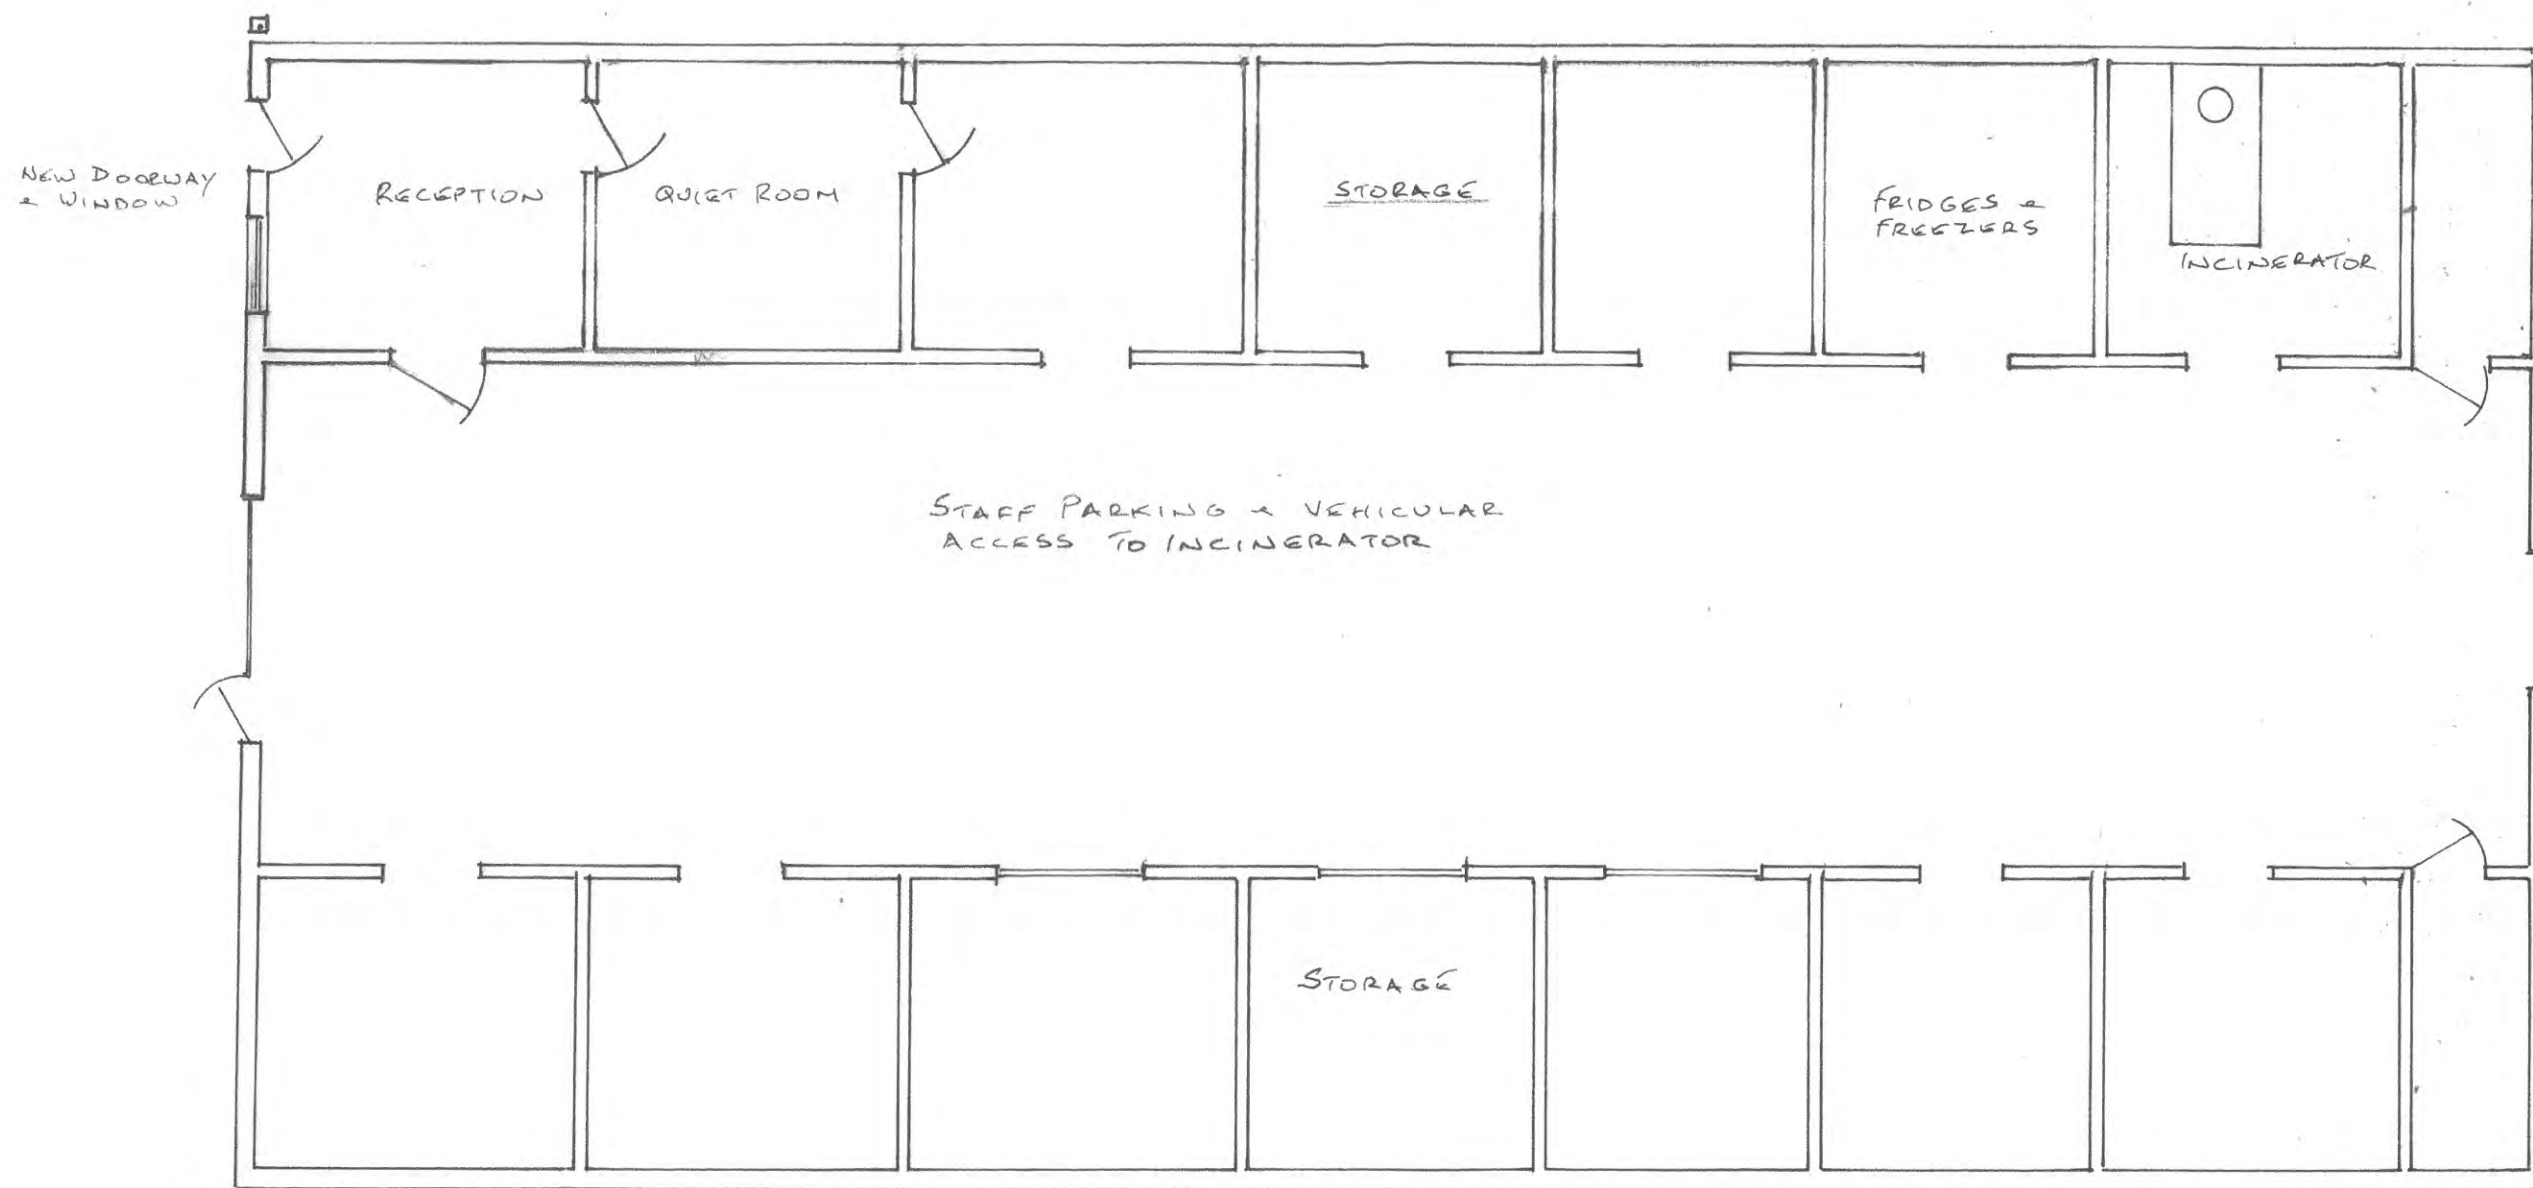 NEW DOORWAY
& WINDOW
RECEPTION
QUIET ROOM
STORAGE
FRIDGES &
FREEZERS
INCINERATOR
STAFF PARKING & VEHICULAR
ACCESS TO INCINERATOR
STORAGE